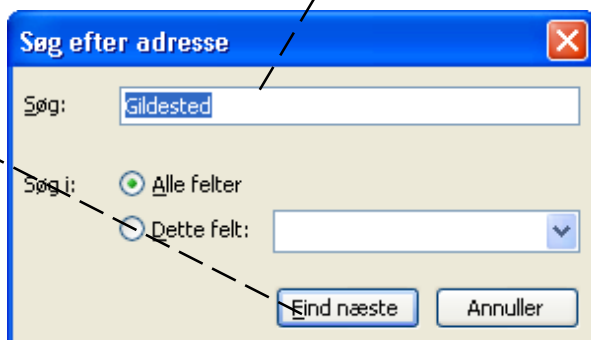 Søg efter adresse
Søg: Gildested
Søg i: Alle felter
Dette felt:
Find næste Annuller